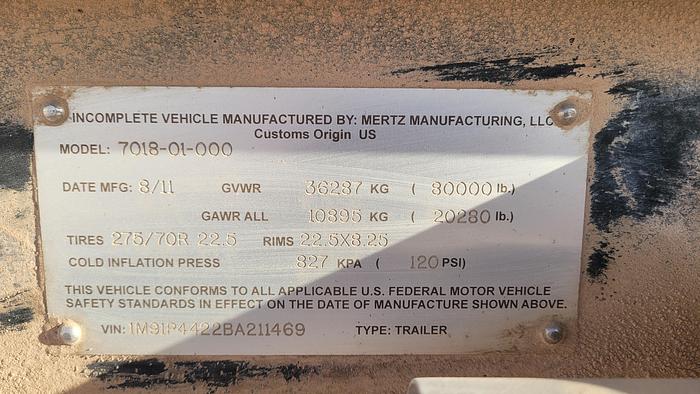 INCOMPLETE VEHICLE MANUFACTURED BY: MERTZ MANUFACTURING, LLC
Customs Origin US
MODEL: 7018-01-000
DATE MFG: 8/11 GVWR 36287 KG ( 80000 lb.)
GAWR ALL 10895 KG ( 20280 lb.)
TIRES 275/70R 22.5 RIMS 22.5X8.25
COLD INFLATION PRESS 827 KPA ( 120 PSI)
THIS VEHICLE CONFORMS TO ALL APPLICABLE U.S. FEDERAL MOTOR VEHICLE
SAFETY STANDARDS IN EFFECT ON THE DATE OF MANUFACTURE SHOWN ABOVE.
VIN: 1M91P4422BA211469 TYPE: TRAILER